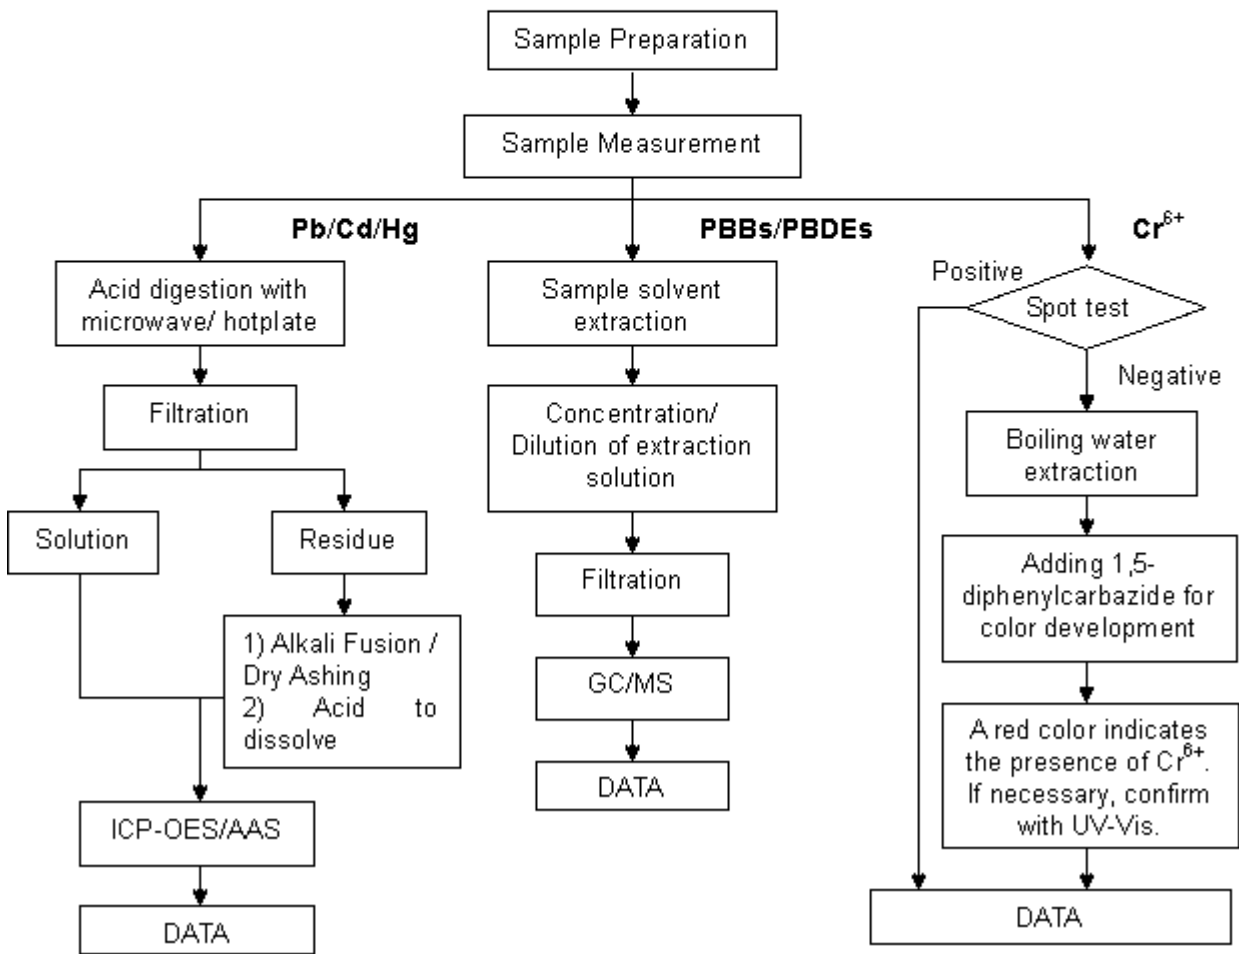 Sample Preparation
Sample Measurement
Pb/Cd/Hg
PBBs/PBDEs
Cr6+
Acid digestion with
microwave/ hotplate
Filtration
Solution
Residue
1) Alkali Fusion /
Dry Ashing
2) Acid to
dissolve
ICP-OES/AAS
DATA
Sample solvent
extraction
Concentration/
Dilution of extraction
solution
Filtration
GC/MS
DATA
Positive
Spot test
Negative
Boiling water
extraction
Adding 1,5-
diphenylcarbazide for
color development
A red color indicates
the presence of Cr6+.
If necessary, confirm
with UV-Vis.
DATA